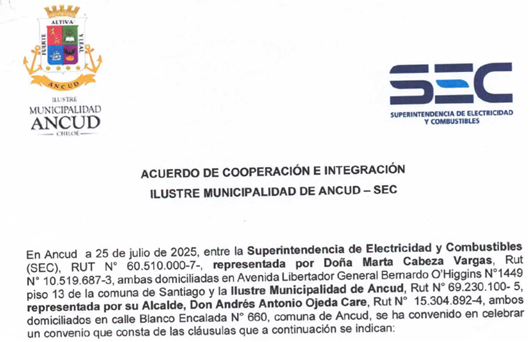 FUERTE
ALTIVA
LEAL
ANCUD
ILUSTRE
MUNICIPALIDAD
ANCUD
CHILOE
SEC
SUPERINTENDENCIA DE ELECTRICIDAD
Y COMBUSTIBLES
ACUERDO DE COOPERACIÓN E INTEGRACIÓN
ILUSTRE MUNICIPALIDAD DE ANCUD – SEC
En Ancud a 25 de julio de 2025, entre la Superintendencia de Electricidad y Combustibles
(SEC), RUT N° 60.510.000-7-, representada por Doña Marta Cabeza Vargas, Rut
N° 10.519.687-3, ambas domiciliadas en Avenida Libertador General Bernardo O'Higgins N°1449
piso 13 de la comuna de Santiago y la Ilustre Municipalidad de Ancud, Rut N° 69.230.100- 5,
representada por su Alcalde, Don Andrés Antonio Ojeda Care, Rut N° 15.304.892-4, ambos
domiciliados en calle Blanco Encalada N° 660, comuna de Ancud, se ha convenido en celebrar
un convenio que consta de las cláusulas que a continuación se indican: